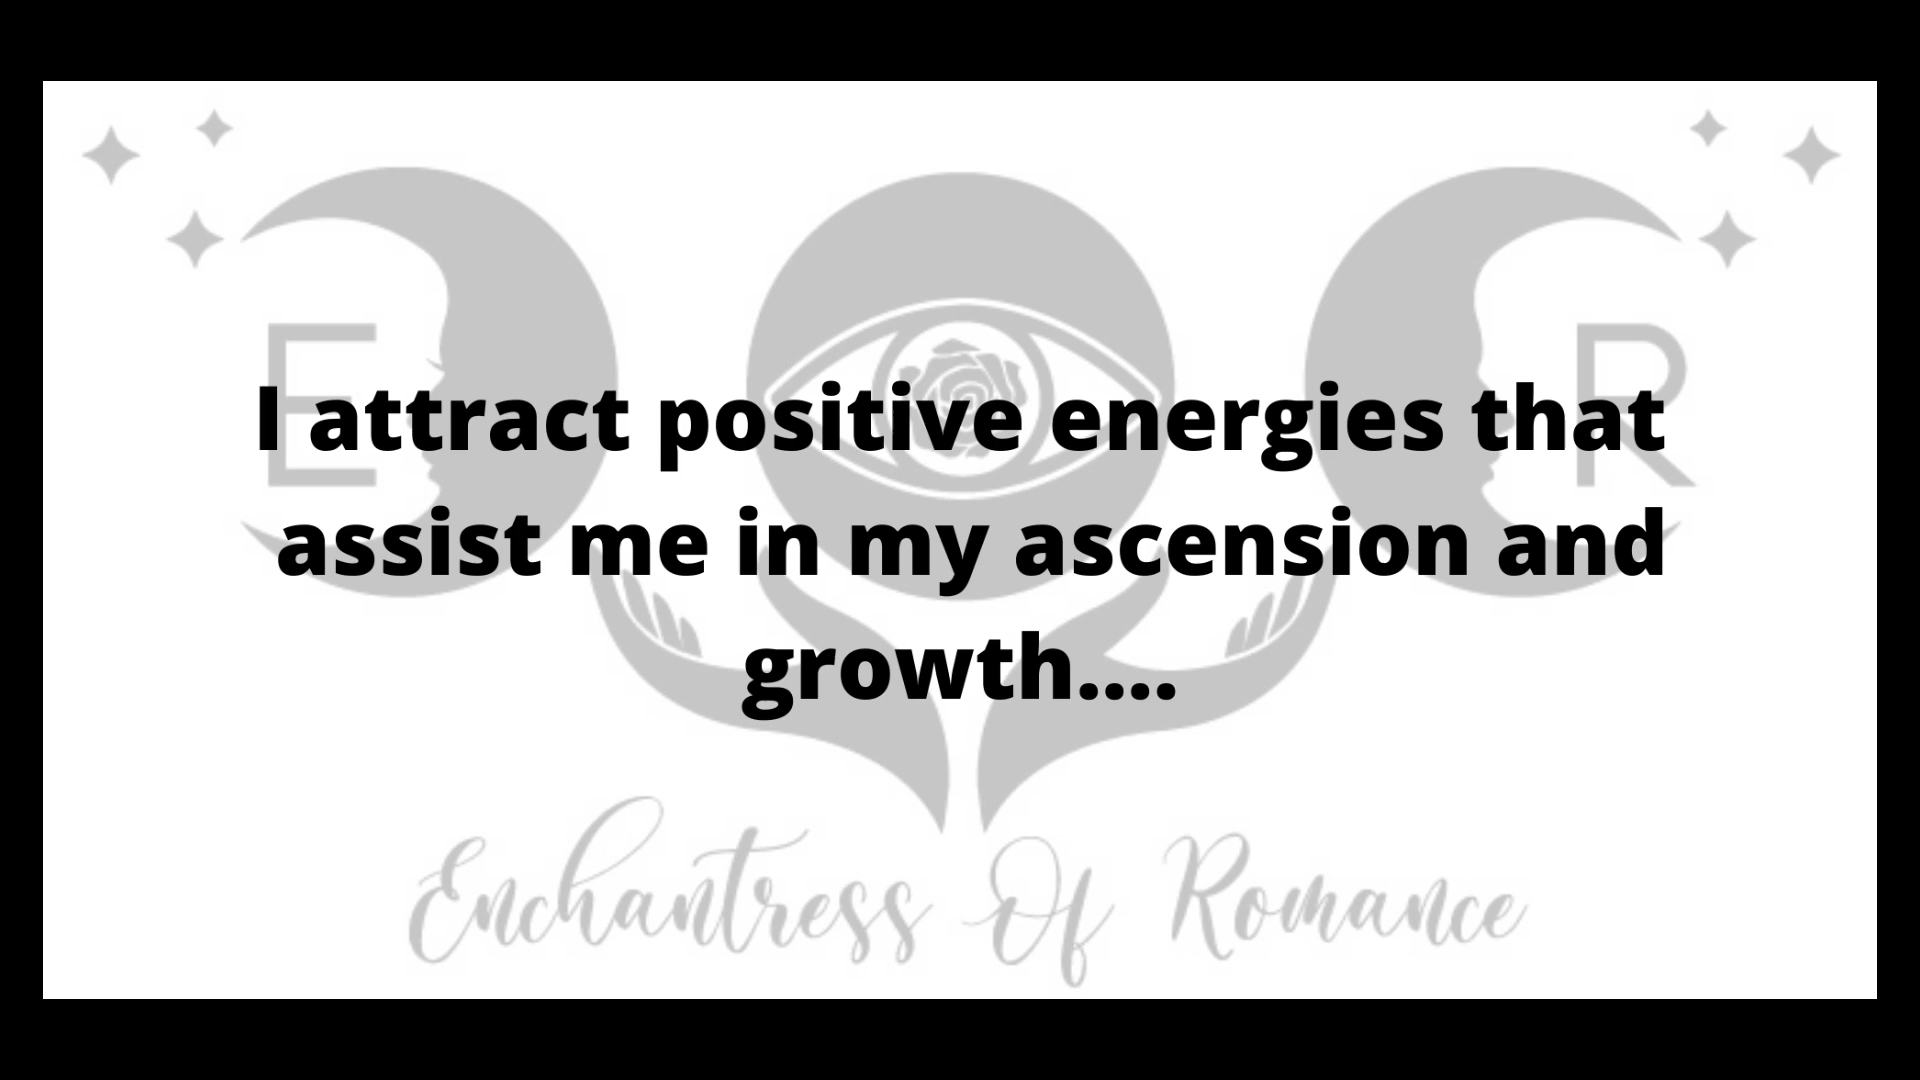 E
R
I attract positive energies that
assist me in my ascension and
growth....
Enchantress Of Romance